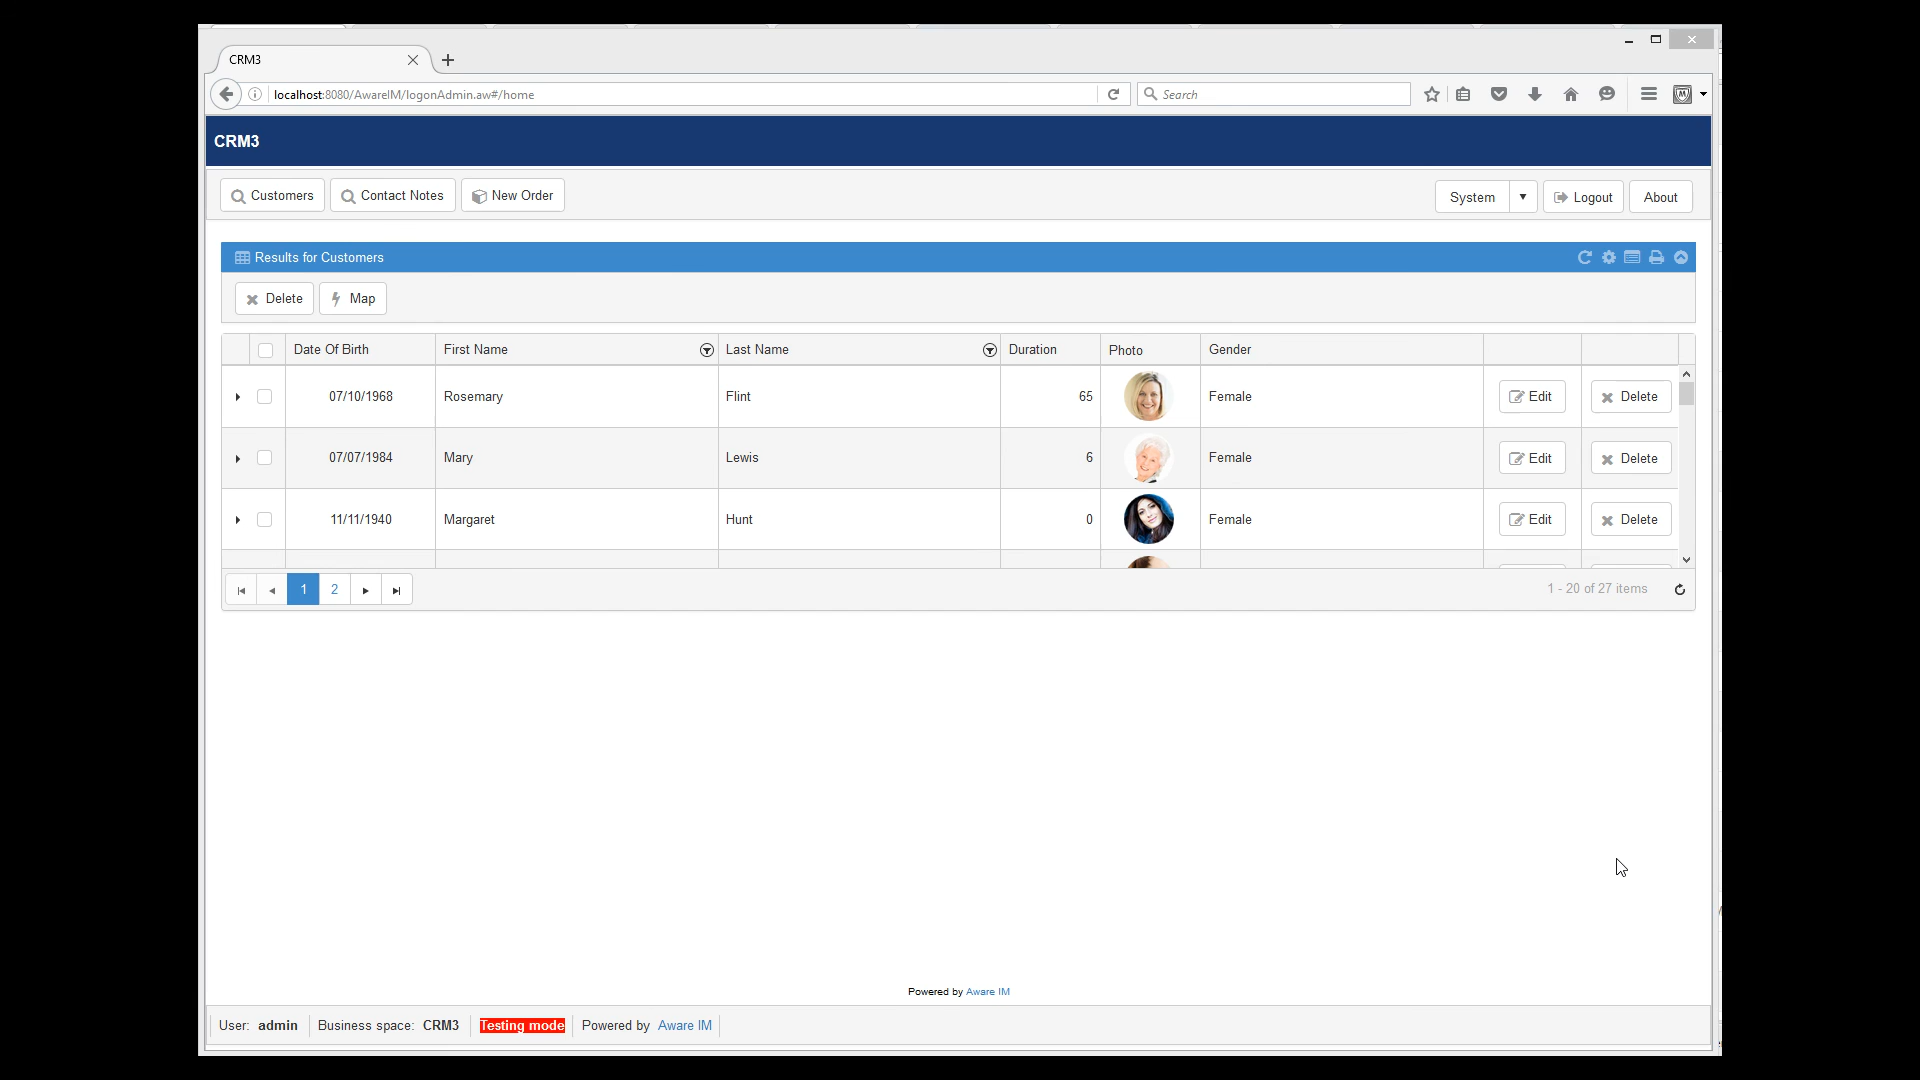 CRM3
localhost:8080/AwareIM/logonAdmin.aw#/home
Search
CRM3
Customers
Contact Notes
New Order
System
Logout
About
Results for Customers
Delete
Map
Date Of Birth First Name Last Name Duration Photo Gender
07/10/1968 Rosemary Flint 65 Female Edit Delete
07/07/1984 Mary Lewis 6 Female Edit Delete
11/11/1940 Margaret Hunt 0 Female Edit Delete
1 2
1 - 20 of 27 items
Powered by Aware IM
User: admin Business space: CRM3 Testing mode Powered by Aware IM